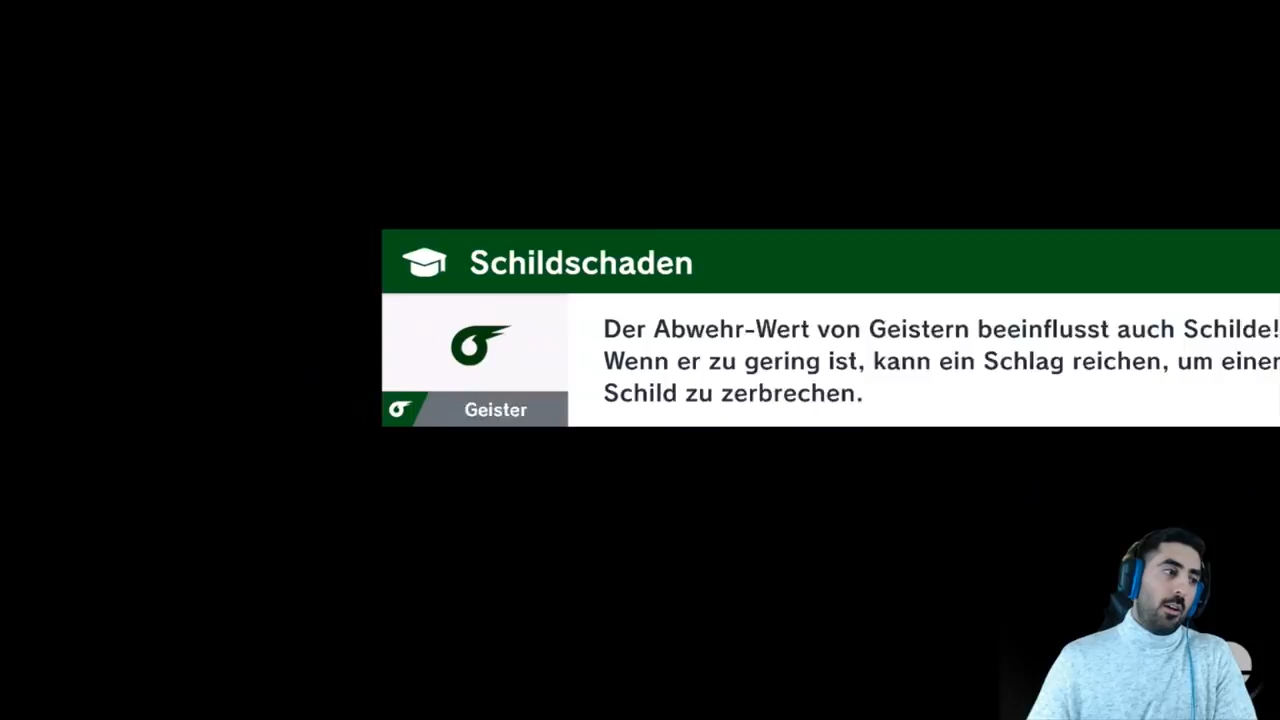 Schildschaden
Der Abwehr-Wert von Geistern beeinflusst auch Schilde!
Wenn er zu gering ist, kann ein Schlag reichen, um einen
Schild zu zerbrechen.
Geister